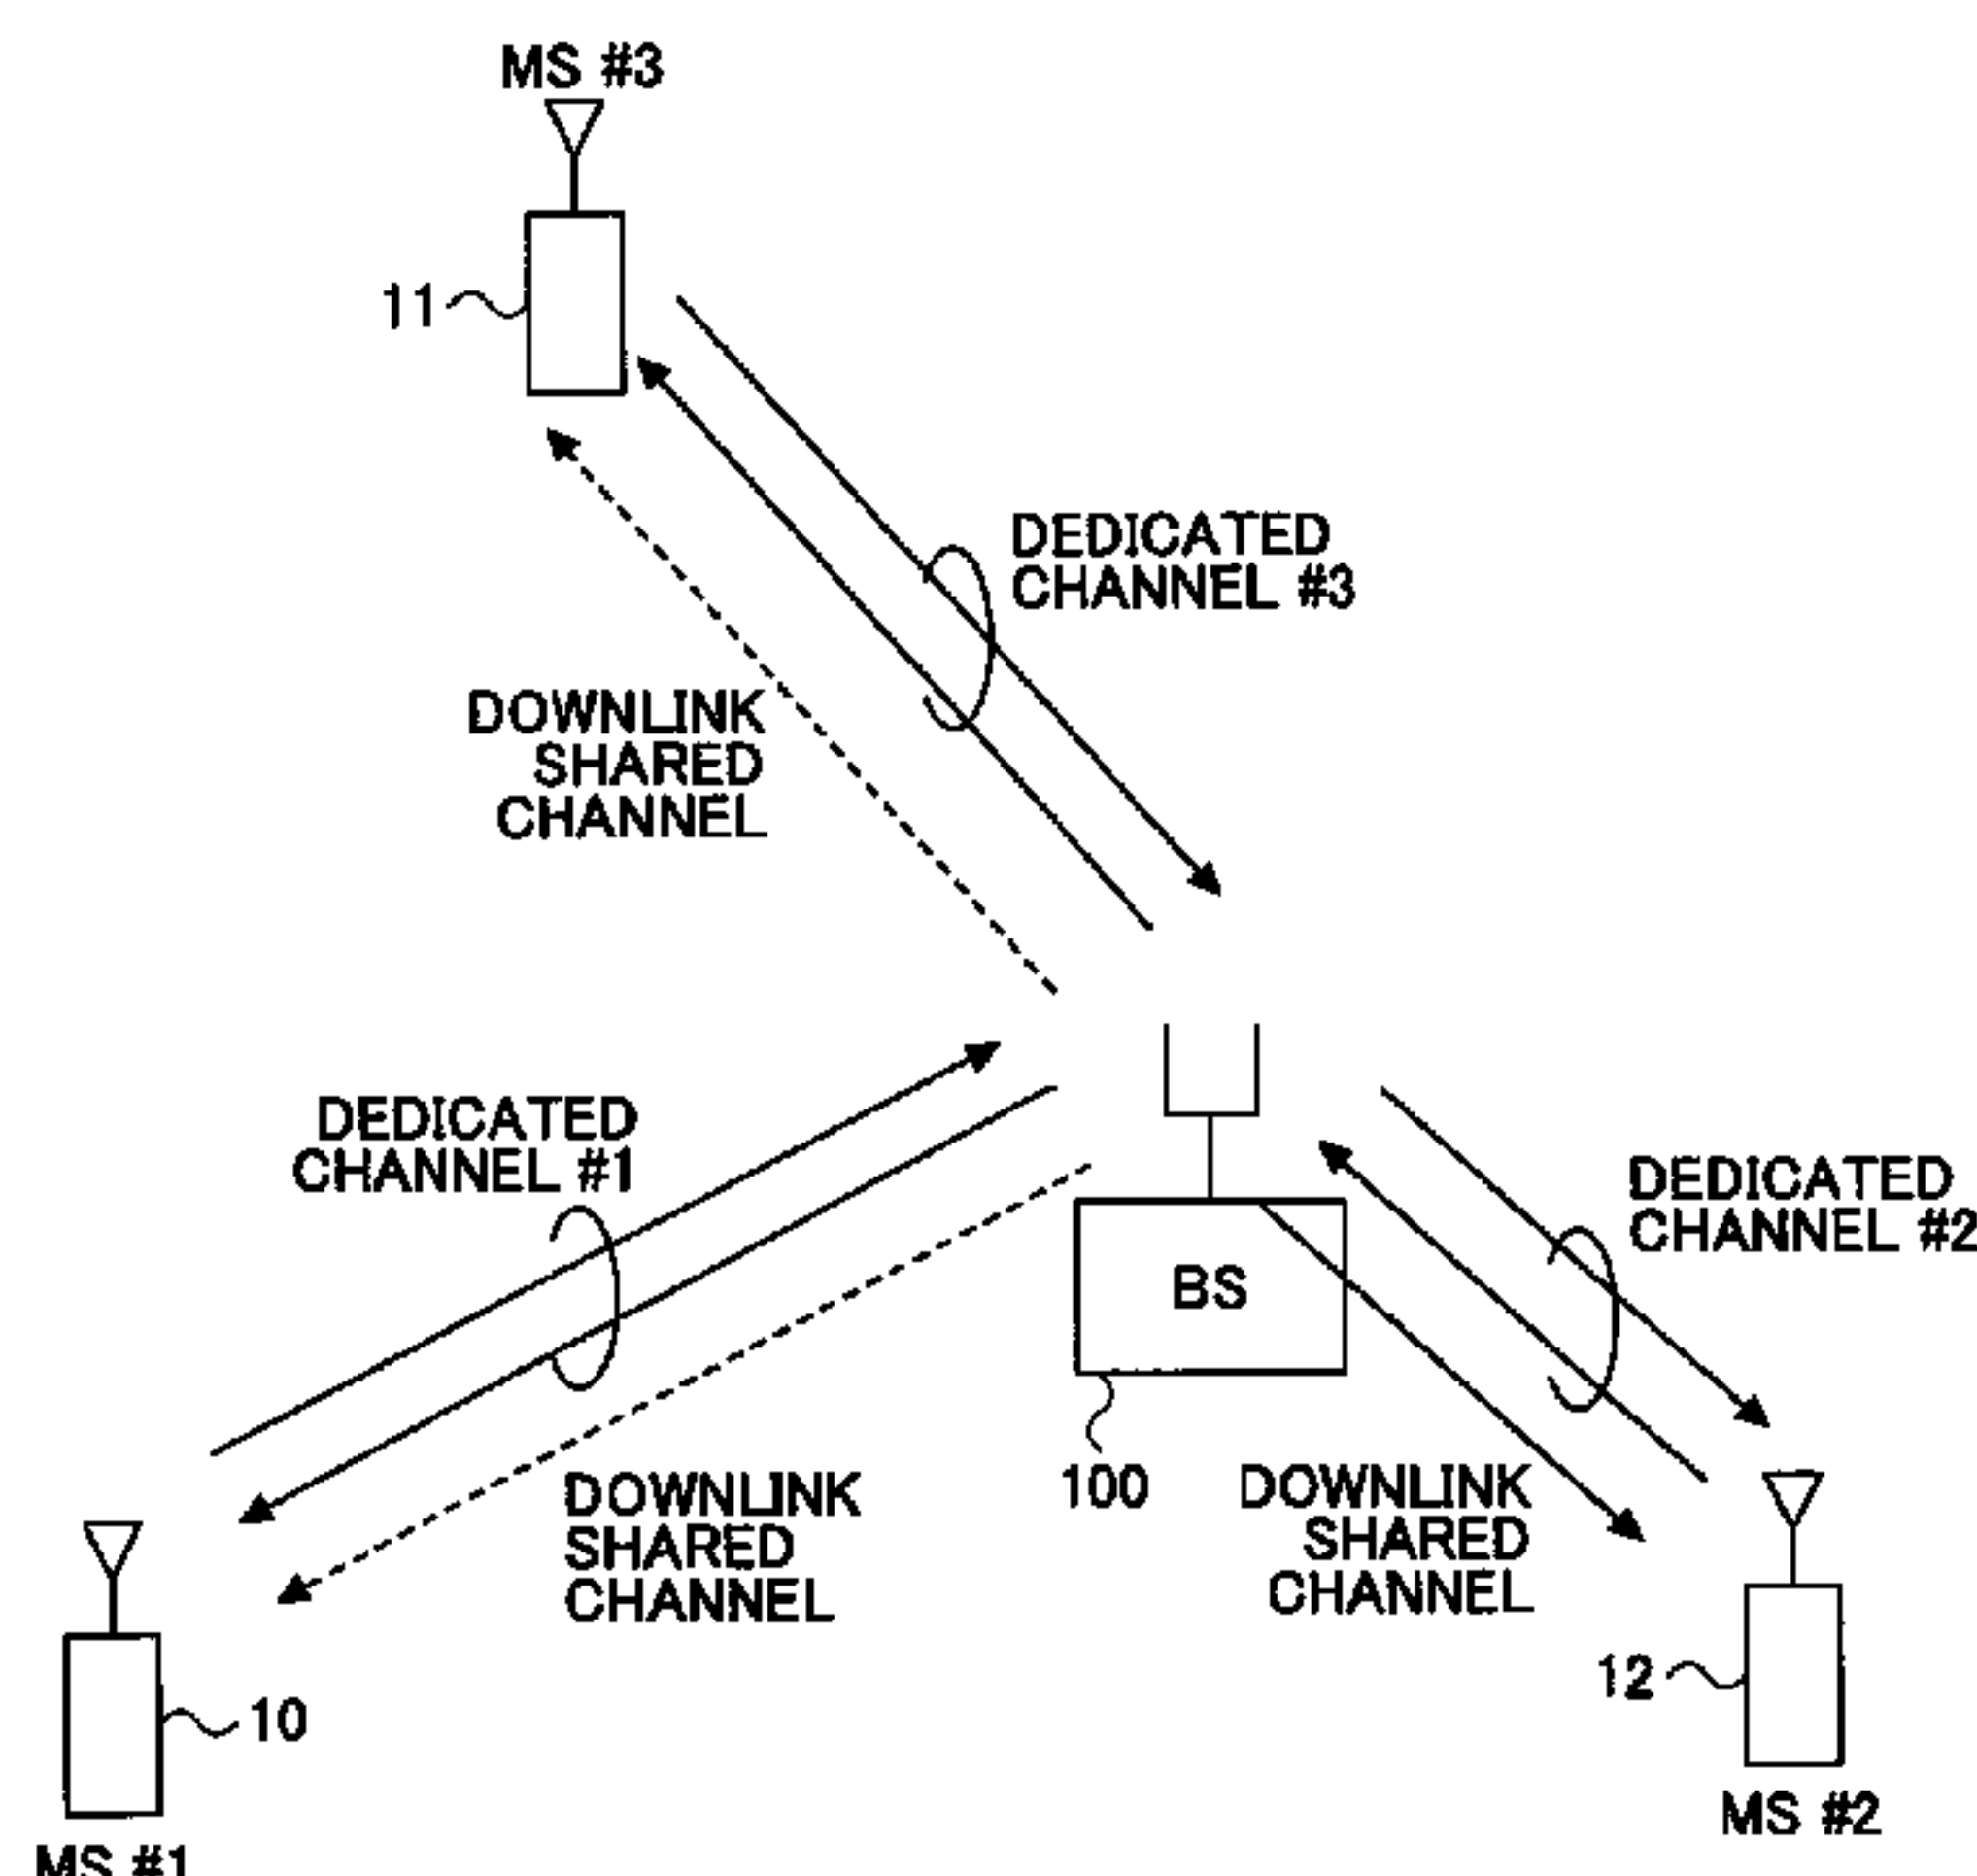 MS #3
11
DEDICATED
CHANNEL #3
DOWNLINK
SHARED
CHANNEL
DEDICATED
CHANNEL #1
DEDICATED
CHANNEL #2
BS
100
DOWNLINK
SHARED
CHANNEL
DOWNLINK
SHARED
CHANNEL
12
10
MS #2
MS #1